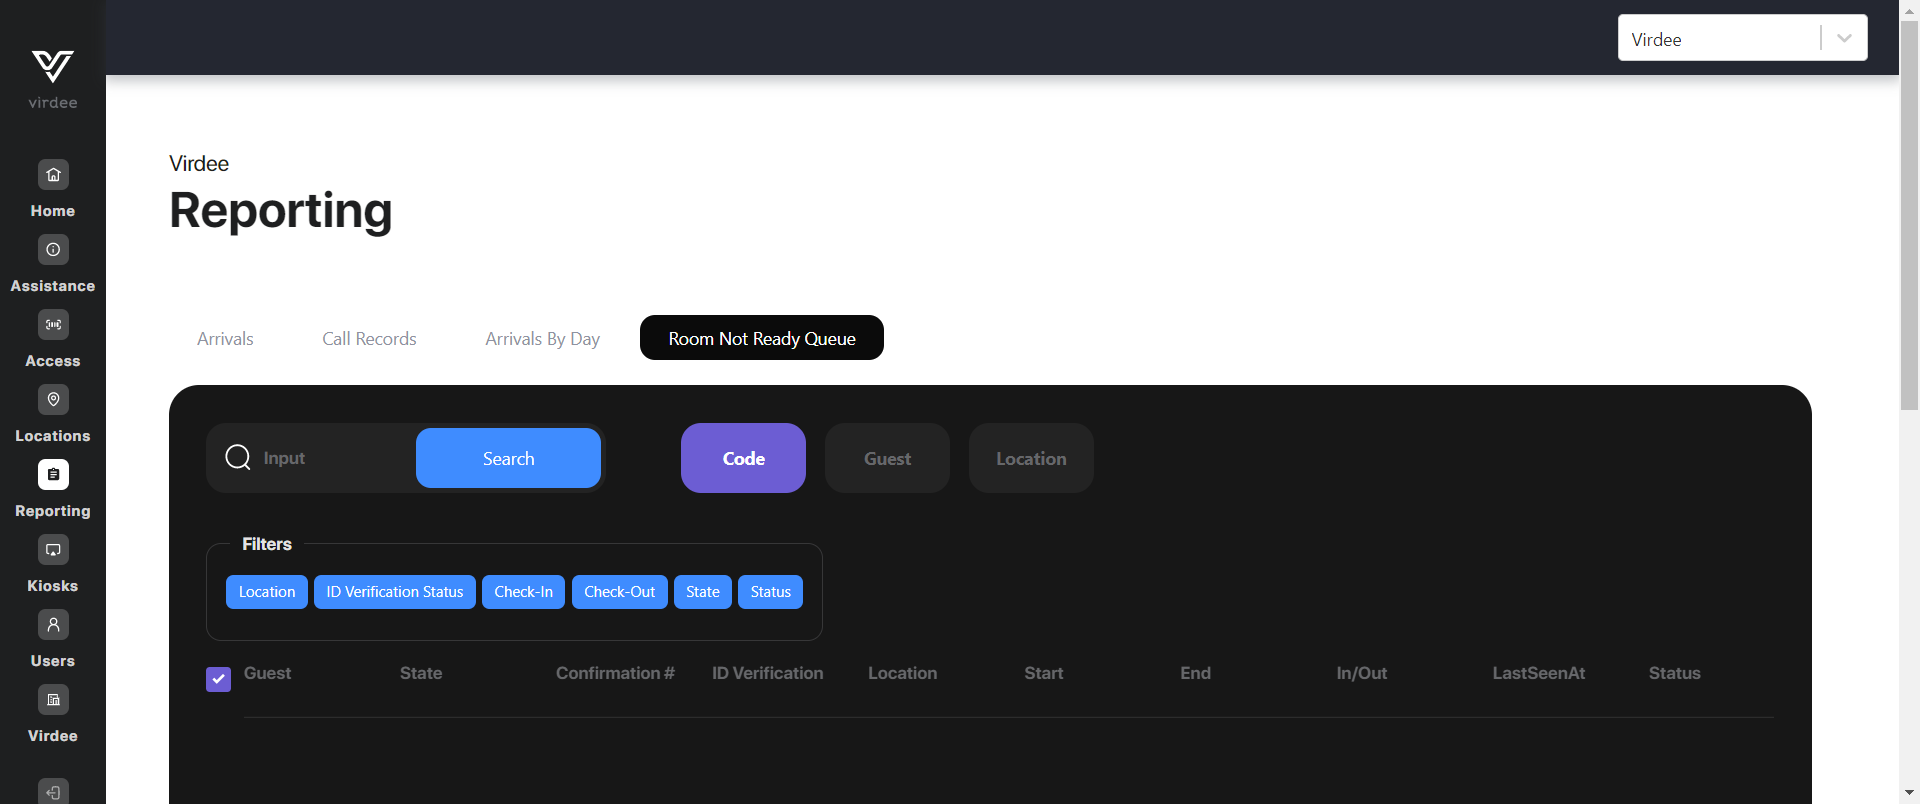 virdee
Home
Assistance
Access
Locations
Reporting
Kiosks
Users
Virdee
Virdee
Virdee
Reporting
Arrivals Call Records Arrivals By Day Room Not Ready Queue
Input Search Code Guest Location
Filters
Location ID Verification Status Check-In Check-Out State Status
Guest State Confirmation # ID Verification Location Start End In/Out LastSeenAt Status